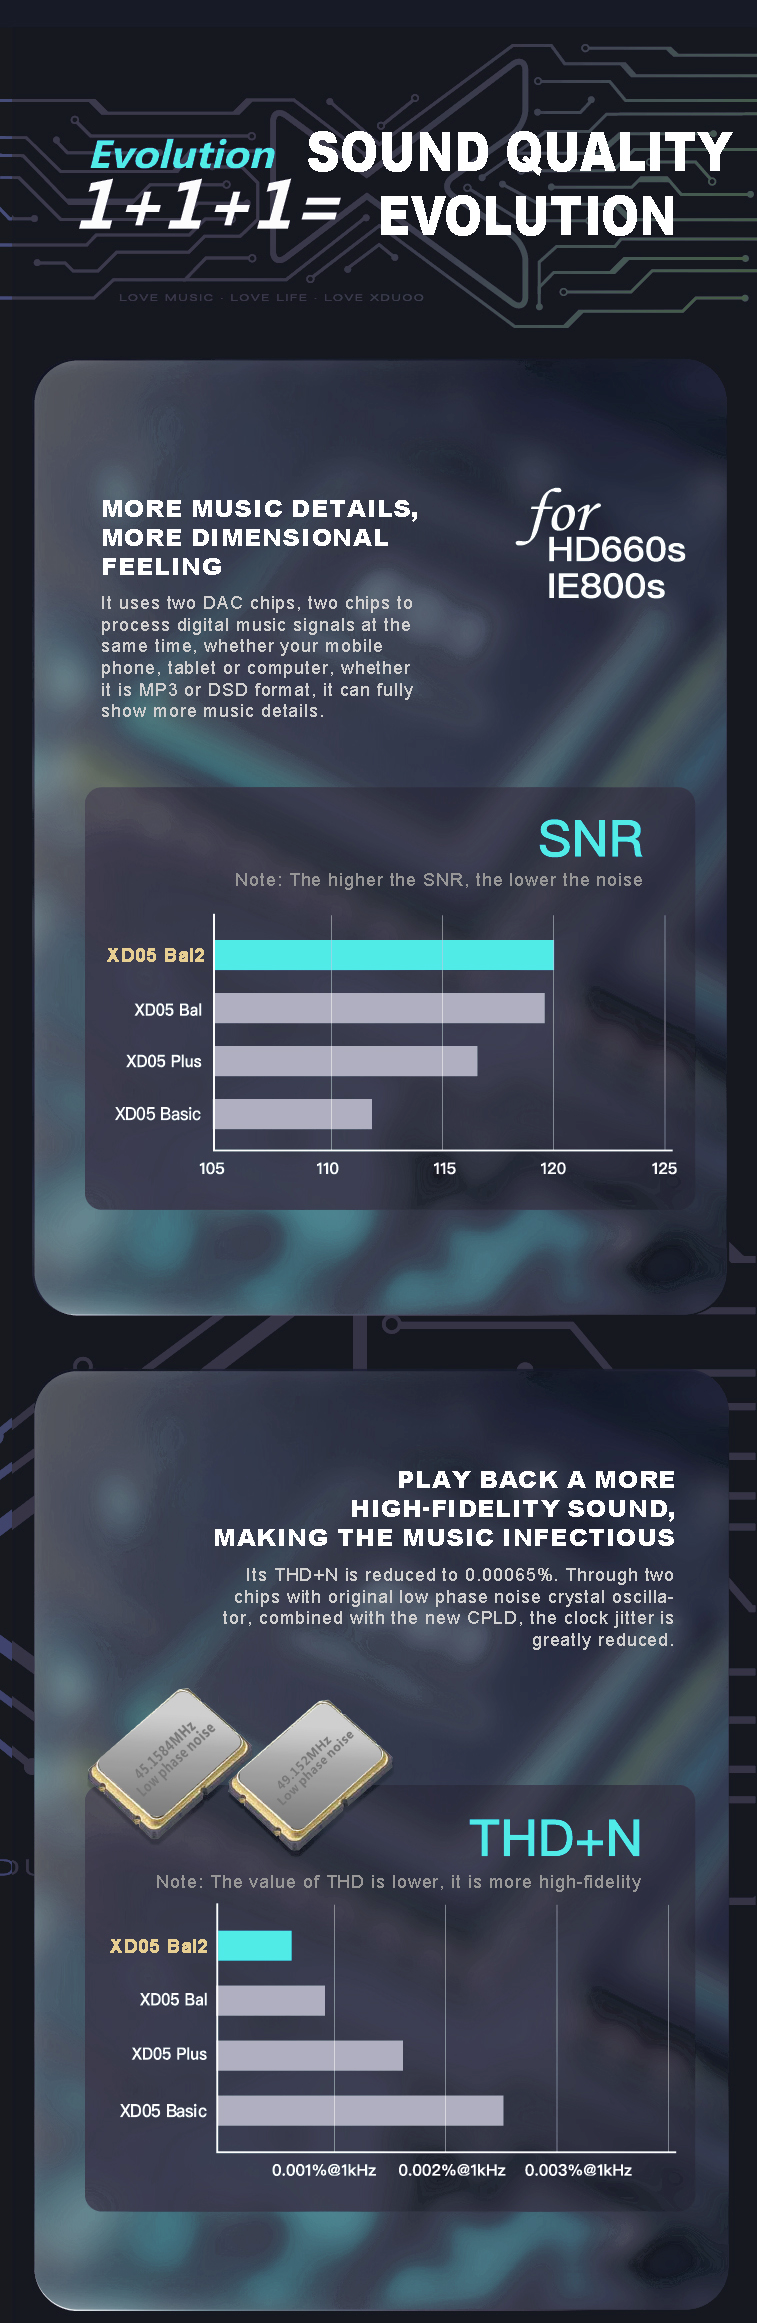 Evolution
1+1+1=
SOUND QUALITY
EVOLUTION
LOVE MUSIC · LOVE LIFE · LOVE XDUOO
MORE MUSIC DETAILS,
MORE DIMENSIONAL
FEELING
for
HD660s
IE800s
It uses two DAC chips, two chips to
process digital music signals at the
same time, whether your mobile
phone, tablet or computer, whether
it is MP3 or DSD format, it can fully
show more music details.
SNR
Note: The higher the SNR, the lower the noise
XD05 Bal2
XD05 Bal
XD05 Plus
XD05 Basic
105 110 115 120 125
PLAY BACK A MORE
HIGH-FIDELITY SOUND,
MAKING THE MUSIC INFECTIOUS
Its THD+N is reduced to 0.00065%. Through two
chips with original low phase noise crystal oscilla-
tor, combined with the new CPLD, the clock jitter is
greatly reduced.
45.1584MHz
Low phase noise
49.152MHz
Low phase noise
THD+N
Note: The value of THD is lower, it is more high-fidelity
XD05 Bal2
XD05 Bal
XD05 Plus
XD05 Basic
0.001%@1kHz 0.002%@1kHz 0.003%@1kHz